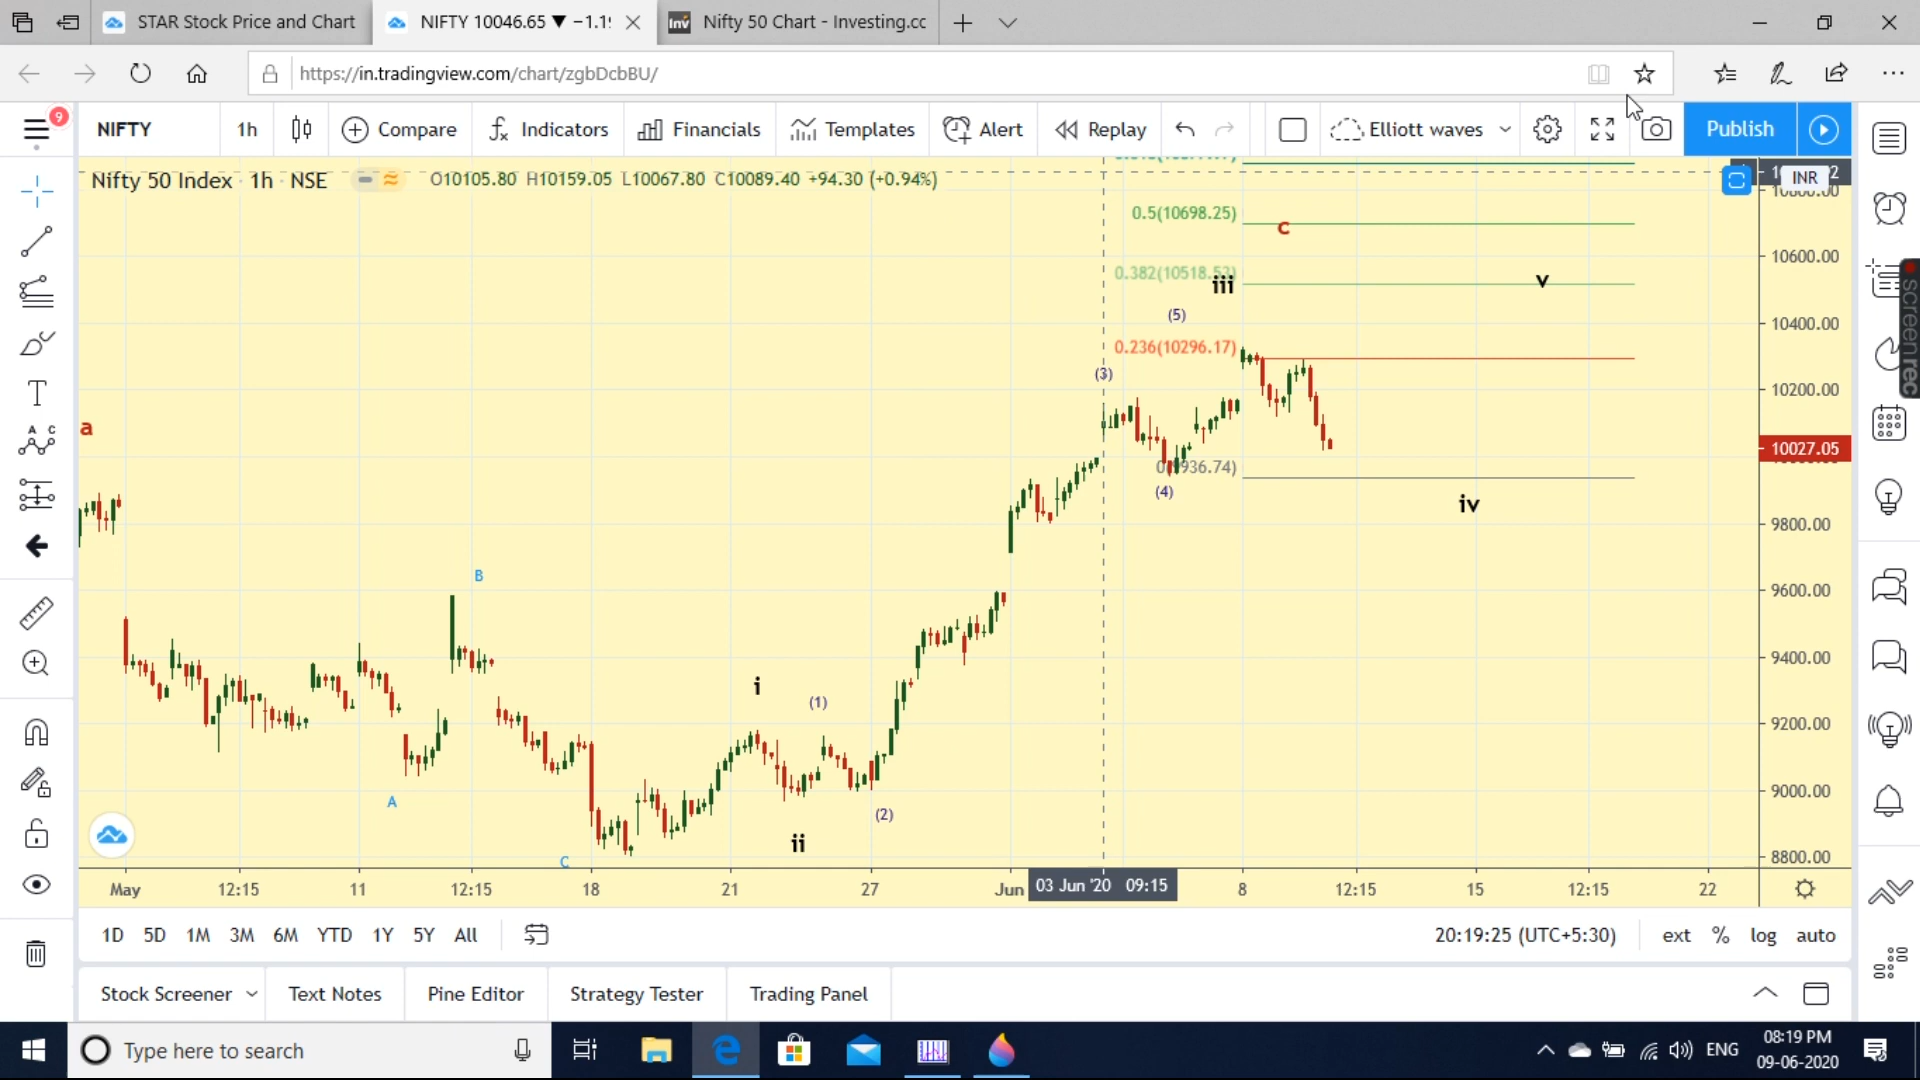 STAR Stock Price and Chart
NIFTY 10046.65 ▼ −1.1
Nifty 50 Chart - Investing.cc
https://in.tradingview.com/chart/zgbDcbBU/
9
NIFTY
1h
Compare
Indicators
Financials
Templates
Alert
Replay
Elliott waves
Publish
Nifty 50 Index · 1h · NSE
O10105.80 H10159.05 L10067.80 C10089.40 +94.30 (+0.94%)
INR
0.5(10698.25)
c
0.382(10518.53)
iii
v
(5)
0.236(10296.17)
(3)
(4)
iv
a
B
A
C
i
(1)
ii
(2)
10600.00
10400.00
10200.00
10027.05
9800.00
9600.00
9400.00
9200.00
9000.00
8800.00
May 12:15 11 12:15 18 21 27 Jun 03 Jun '20 09:15 8 12:15 15 12:15 22
1D 5D 1M 3M 6M YTD 1Y 5Y All
20:19:25 (UTC+5:30)
ext % log auto
Stock Screener
Text Notes
Pine Editor
Strategy Tester
Trading Panel
screenrec
Type here to search
ENG
08:19 PM
09-06-2020